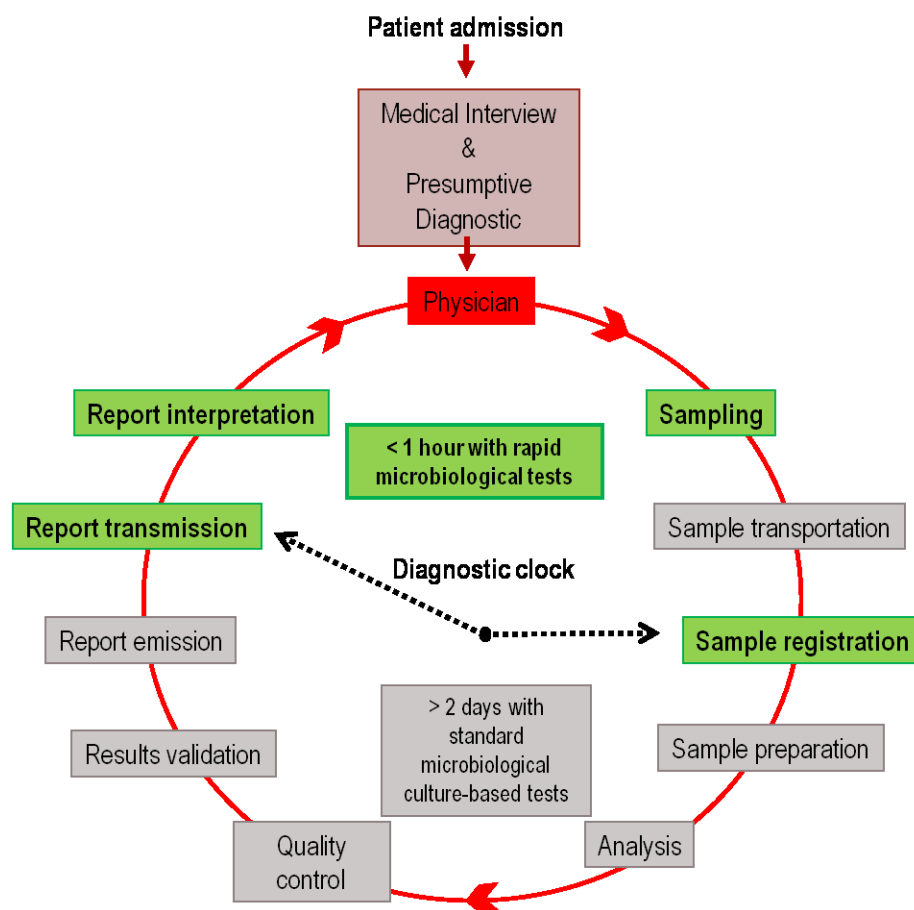 Patient admission
Medical Interview
&
Presumptive
Diagnostic
Physician
Report interpretation
Sampling
< 1 hour with rapid
microbiological tests
Report transmission
Sample transportation
Diagnostic clock
Report emission
Sample registration
> 2 days with
standard
microbiological
culture-based tests
Results validation
Sample preparation
Quality
control
Analysis